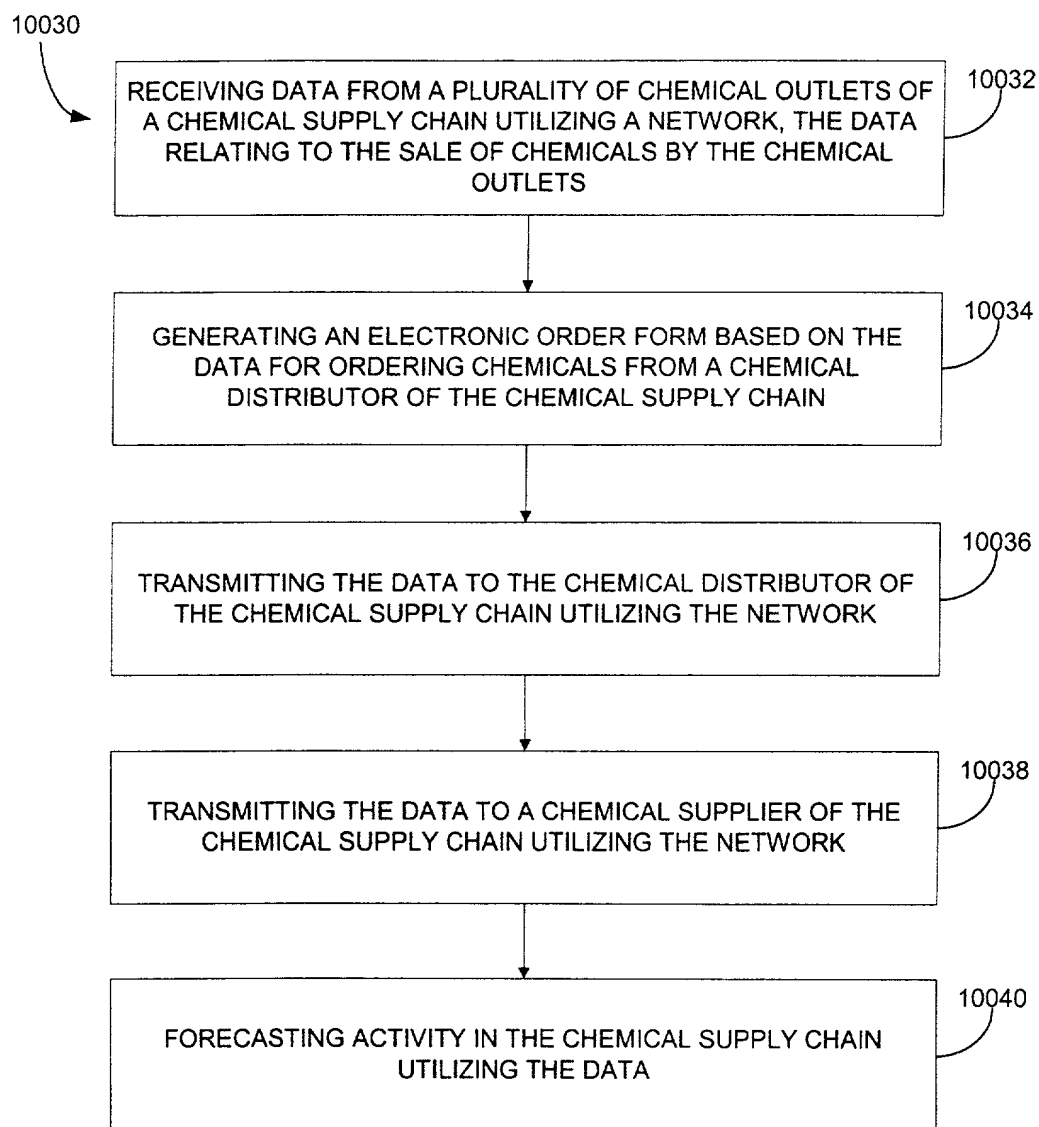 10030
RECEIVING DATA FROM A PLURALITY OF CHEMICAL OUTLETS OF
A CHEMICAL SUPPLY CHAIN UTILIZING A NETWORK, THE DATA
RELATING TO THE SALE OF CHEMICALS BY THE CHEMICAL
OUTLETS
10032
GENERATING AN ELECTRONIC ORDER FORM BASED ON THE
DATA FOR ORDERING CHEMICALS FROM A CHEMICAL
DISTRIBUTOR OF THE CHEMICAL SUPPLY CHAIN
10034
TRANSMITTING THE DATA TO THE CHEMICAL DISTRIBUTOR OF
THE CHEMICAL SUPPLY CHAIN UTILIZING THE NETWORK
10036
TRANSMITTING THE DATA TO A CHEMICAL SUPPLIER OF THE
CHEMICAL SUPPLY CHAIN UTILIZING THE NETWORK
10038
FORECASTING ACTIVITY IN THE CHEMICAL SUPPLY CHAIN
UTILIZING THE DATA
10040